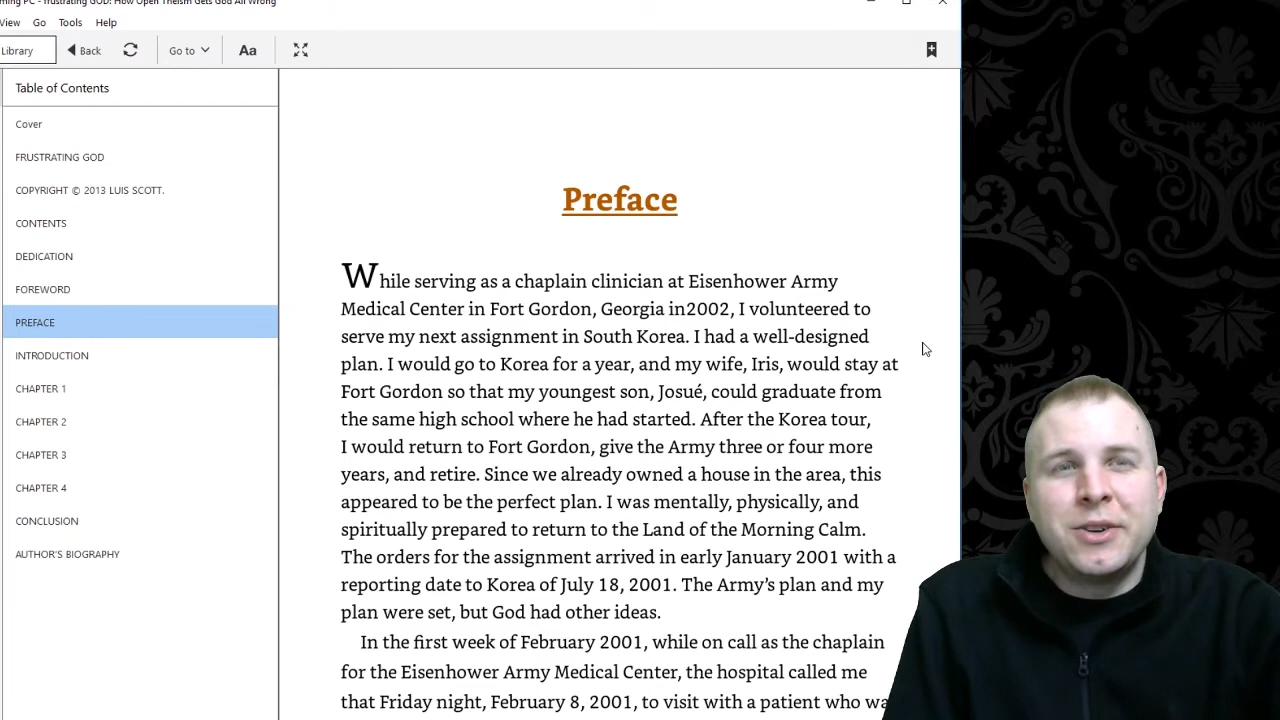 PC - frustrating GOD: How Open Theism Gets God All Wrong
View Go Tools Help
Library Back Go to Aa
Table of Contents
Cover
FRUSTRATING GOD
COPYRIGHT © 2013 LUIS SCOTT.
CONTENTS
DEDICATION
FOREWORD
PREFACE
INTRODUCTION
CHAPTER 1
CHAPTER 2
CHAPTER 3
CHAPTER 4
CONCLUSION
AUTHOR'S BIOGRAPHY
Preface
While serving as a chaplain clinician at Eisenhower Army
Medical Center in Fort Gordon, Georgia in2002, I volunteered to
serve my next assignment in South Korea. I had a well-designed
plan. I would go to Korea for a year, and my wife, Iris, would stay at
Fort Gordon so that my youngest son, Josué, could graduate from
the same high school where he had started. After the Korea tour,
I would return to Fort Gordon, give the Army three or four more
years, and retire. Since we already owned a house in the area, this
appeared to be the perfect plan. I was mentally, physically, and
spiritually prepared to return to the Land of the Morning Calm.
The orders for the assignment arrived in early January 2001 with a
reporting date to Korea of July 18, 2001. The Army’s plan and my
plan were set, but God had other ideas.
In the first week of February 2001, while on call as the chaplain
for the Eisenhower Army Medical Center, the hospital called me
that Friday night, February 8, 2001, to visit with a patient who